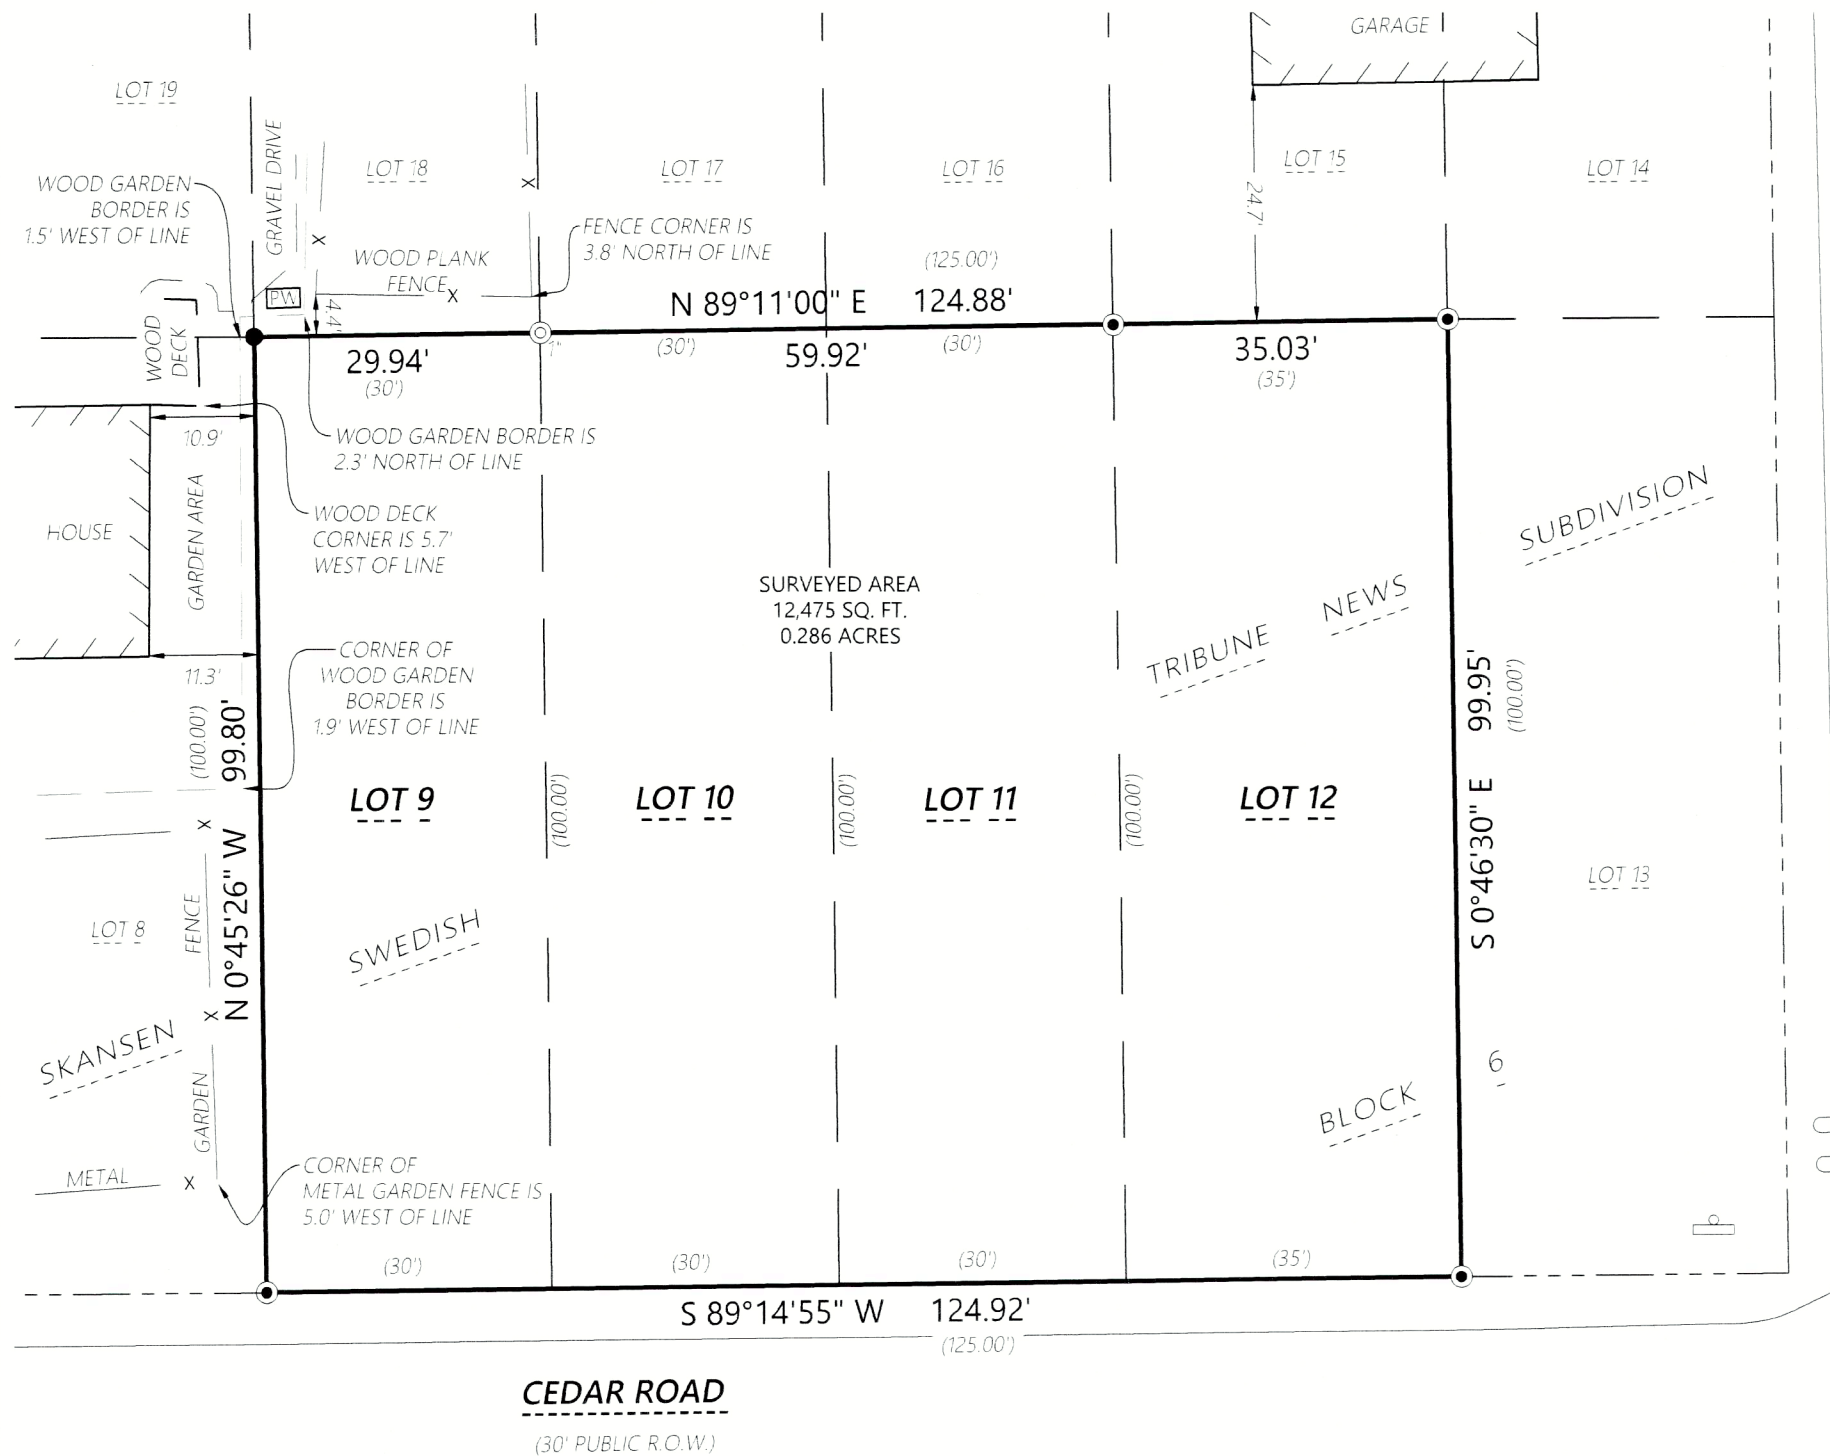 GARAGE
LOT 19
GRAVEL DRIVE
LOT 18
LOT 17
LOT 16
LOT 15
LOT 14
WOOD GARDEN
BORDER IS
1.5' WEST OF LINE
24.7'
X
X
FENCE CORNER IS
3.8' NORTH OF LINE
WOOD PLANK
FENCE
X
(125.00')
PW
4.4'
N 89°11'00" E 124.88'
WOOD
DECK
29.94'
(30')
1"
(30')
59.92'
(30')
35.03'
(35')
10.9'
WOOD GARDEN BORDER IS
2.3' NORTH OF LINE
HOUSE
GARDEN AREA
WOOD DECK
CORNER IS 5.7'
WEST OF LINE
SUBDIVISION
SURVEYED AREA
12,475 SQ. FT.
0.286 ACRES
NEWS
TRIBUNE
11.3'
CORNER OF
WOOD GARDEN
BORDER IS
1.9' WEST OF LINE
(100.00')
N 0°45'26" W 99.80'
S 0°46'30" E 99.95'
(100.00')
LOT 9
(100.00')
LOT 10
(100.00')
LOT 11
(100.00')
LOT 12
X
LOT 13
LOT 8
FENCE
SWEDISH
X
SKANSEN
GARDEN
BLOCK
6
METAL
X
CORNER OF
METAL GARDEN FENCE IS
5.0' WEST OF LINE
(30')
(30')
(30')
(35')
S 89°14'55" W 124.92'
(125.00')
CEDAR ROAD
(30' PUBLIC R.O.W.)